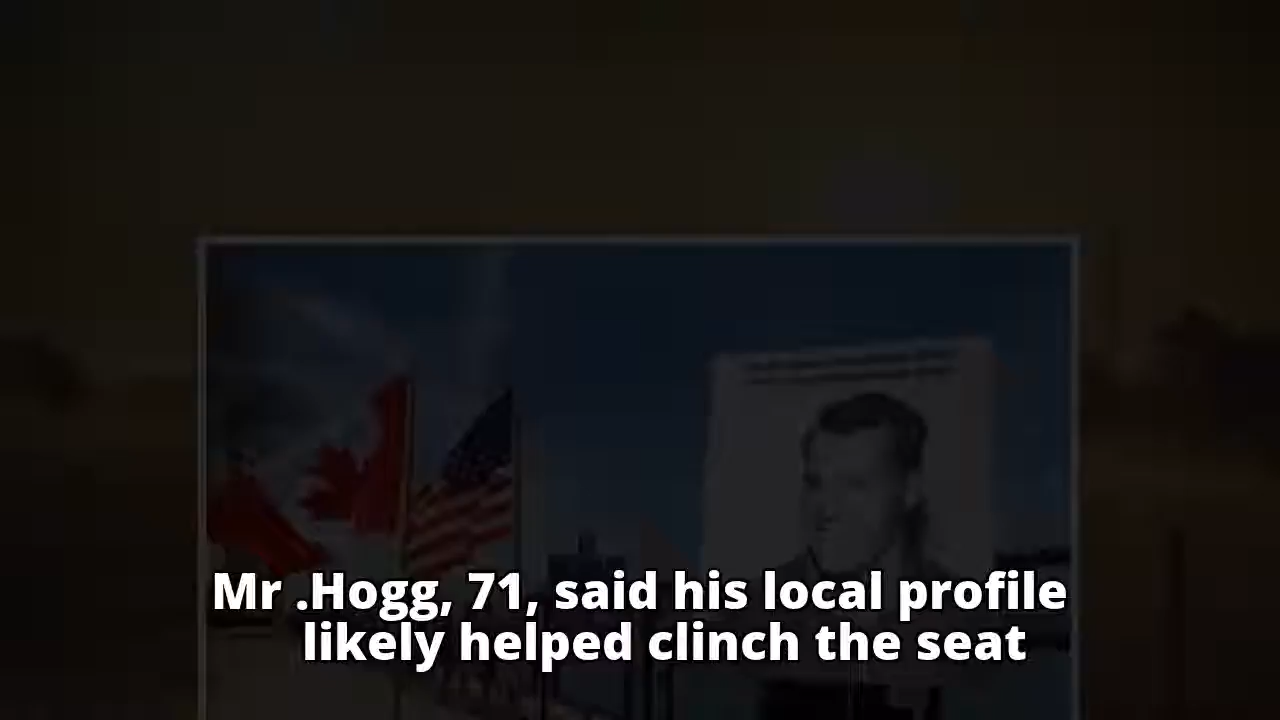 Mr .Hogg, 71, said his local profile
likely helped clinch the seat